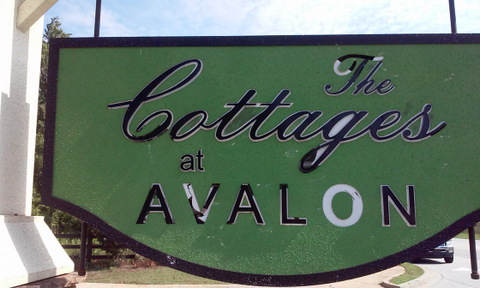 The
Cottages
at
AVALON